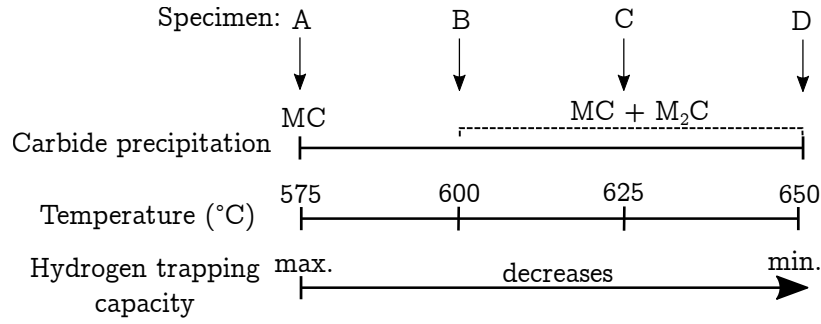 Specimen: A B C D
MC MC + M₂C
Carbide precipitation
575 600 625 650
Temperature (°C)
Hydrogen trapping capacity
max. decreases min.